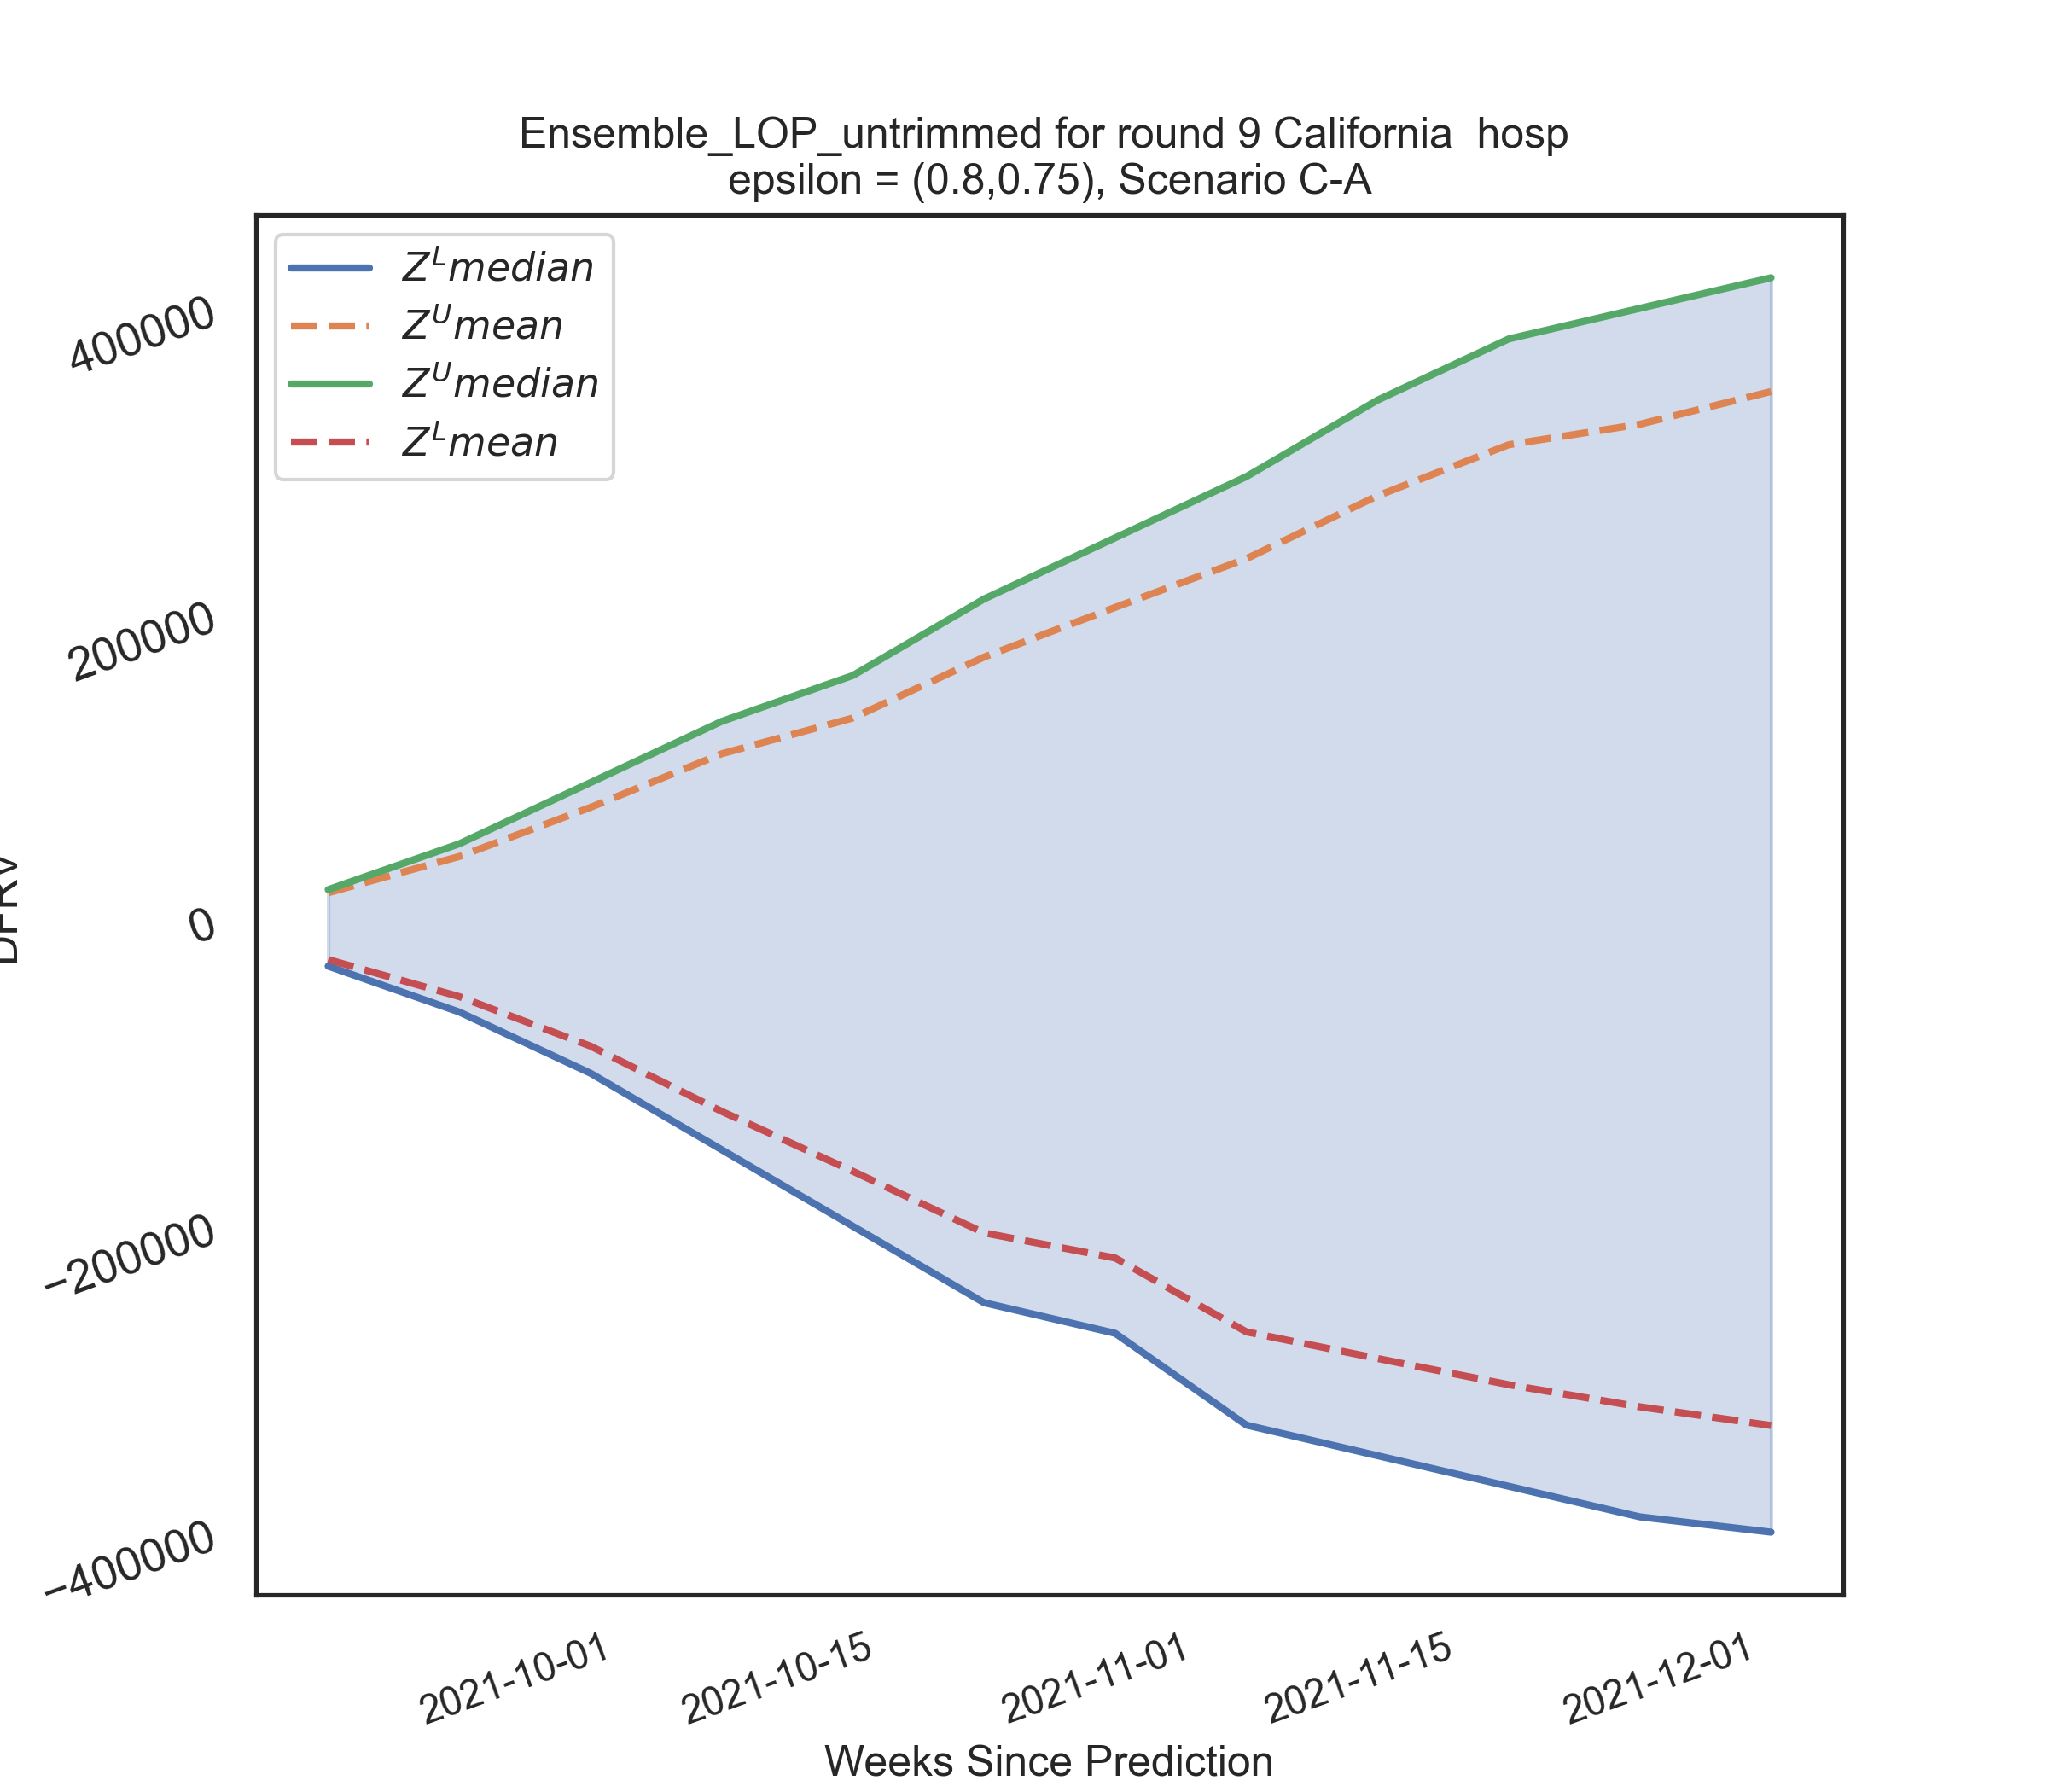 Ensemble_LOP_untrimmed for round 9 California  hosp
epsilon = (0.8,0.75), Scenario C-A
Z^L median
Z^U mean
Z^U median
Z^L mean
400000
200000
0
−200000
−400000
2021-10-01
2021-10-15
2021-11-01
2021-11-15
2021-12-01
Weeks Since Prediction